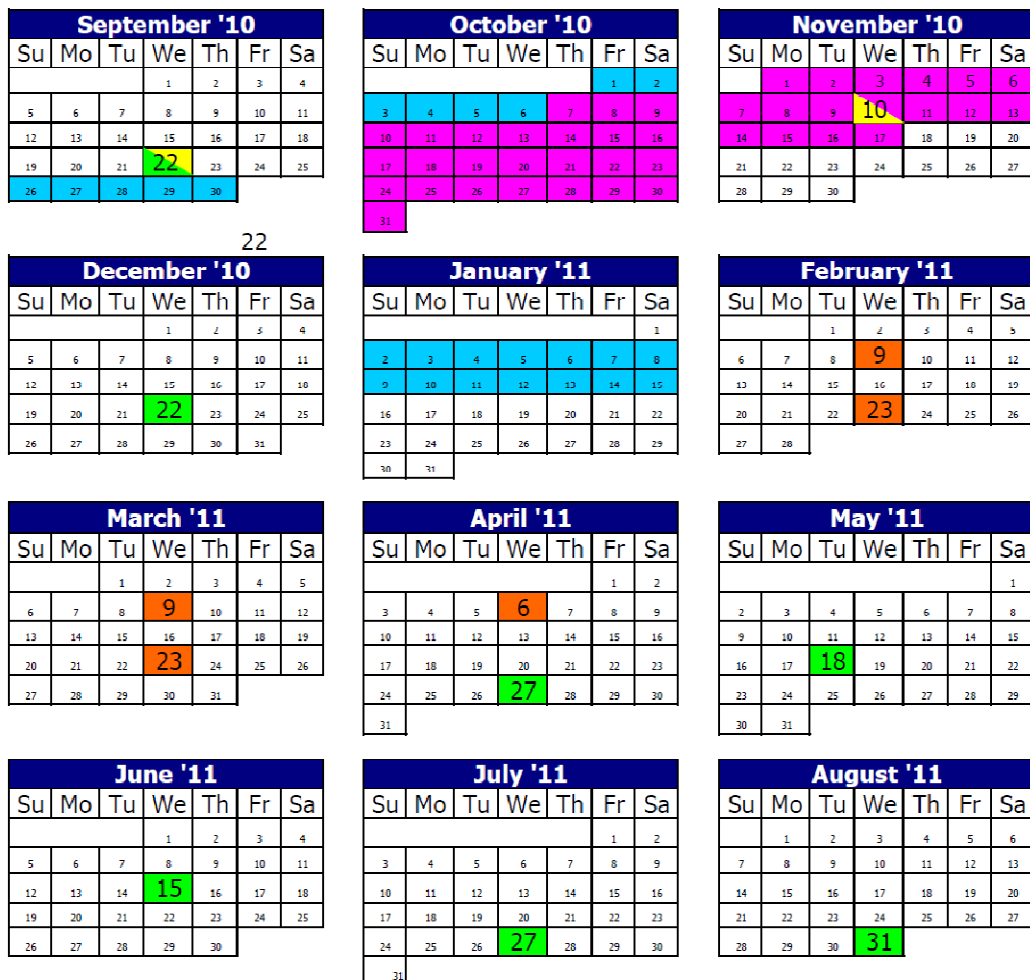 September '10
Su Mo Tu We Th Fr Sa
1 2 3 4
5 6 7 8 9 10 11
12 13 14 15 16 17 18
19 20 21 22 23 24 25
26 27 28 29 30
22
October '10
Su Mo Tu We Th Fr Sa
1 2
3 4 5 6 7 8 9
10 11 12 13 14 15 16
17 18 19 20 21 22 23
24 25 26 27 28 29 30
31
November '10
Su Mo Tu We Th Fr Sa
1 2 3 4 5 6
7 8 9 10 11 12 13
14 15 16 17 18 19 20
21 22 23 24 25 26 27
28 29 30
December '10
Su Mo Tu We Th Fr Sa
1 2 3 4
5 6 7 8 9 10 11
12 13 14 15 16 17 18
19 20 21 22 23 24 25
26 27 28 29 30 31
January '11
Su Mo Tu We Th Fr Sa
1
2 3 4 5 6 7 8
9 10 11 12 13 14 15
16 17 18 19 20 21 22
23 24 25 26 27 28 29
30 31
February '11
Su Mo Tu We Th Fr Sa
1 2 3 4 5
6 7 8 9 10 11 12
13 14 15 16 17 18 19
20 21 22 23 24 25 26
27 28
March '11
Su Mo Tu We Th Fr Sa
1 2 3 4 5
6 7 8 9 10 11 12
13 14 15 16 17 18 19
20 21 22 23 24 25 26
27 28 29 30 31
April '11
Su Mo Tu We Th Fr Sa
1 2
3 4 5 6 7 8 9
10 11 12 13 14 15 16
17 18 19 20 21 22 23
24 25 26 27 28 29 30
31
May '11
Su Mo Tu We Th Fr Sa
1
2 3 4 5 6 7 8
9 10 11 12 13 14 15
16 17 18 19 20 21 22
23 24 25 26 27 28 29
30 31
June '11
Su Mo Tu We Th Fr Sa
1 2 3 4
5 6 7 8 9 10 11
12 13 14 15 16 17 18
19 20 21 22 23 24 25
26 27 28 29 30
July '11
Su Mo Tu We Th Fr Sa
1 2
3 4 5 6 7 8 9
10 11 12 13 14 15 16
17 18 19 20 21 22 23
24 25 26 27 28 29 30
31
August '11
Su Mo Tu We Th Fr Sa
1 2 3 4 5 6
7 8 9 10 11 12 13
14 15 16 17 18 19 20
21 22 23 24 25 26 27
28 29 30 31